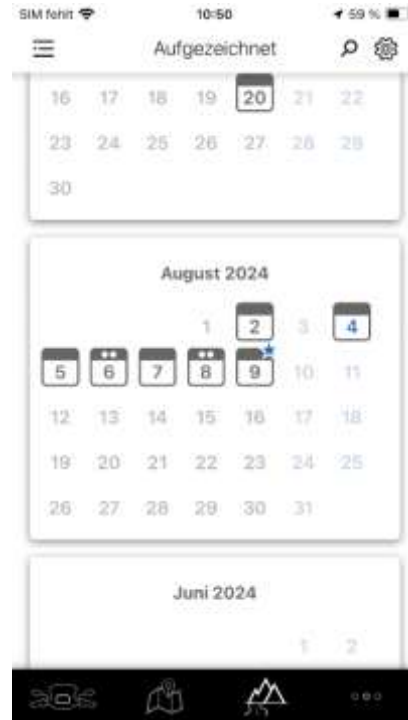 SIM fehlt 10:50 59 %
Aufgezeichnet
16 17 18 19 20 21 22
23 24 25 26 27 28 29
30
August 2024
1 2 3 4
5 6 7 8 9 10 11
12 13 14 15 16 17 18
19 20 21 22 23 24 25
26 27 28 29 30 31
Juni 2024
1 2